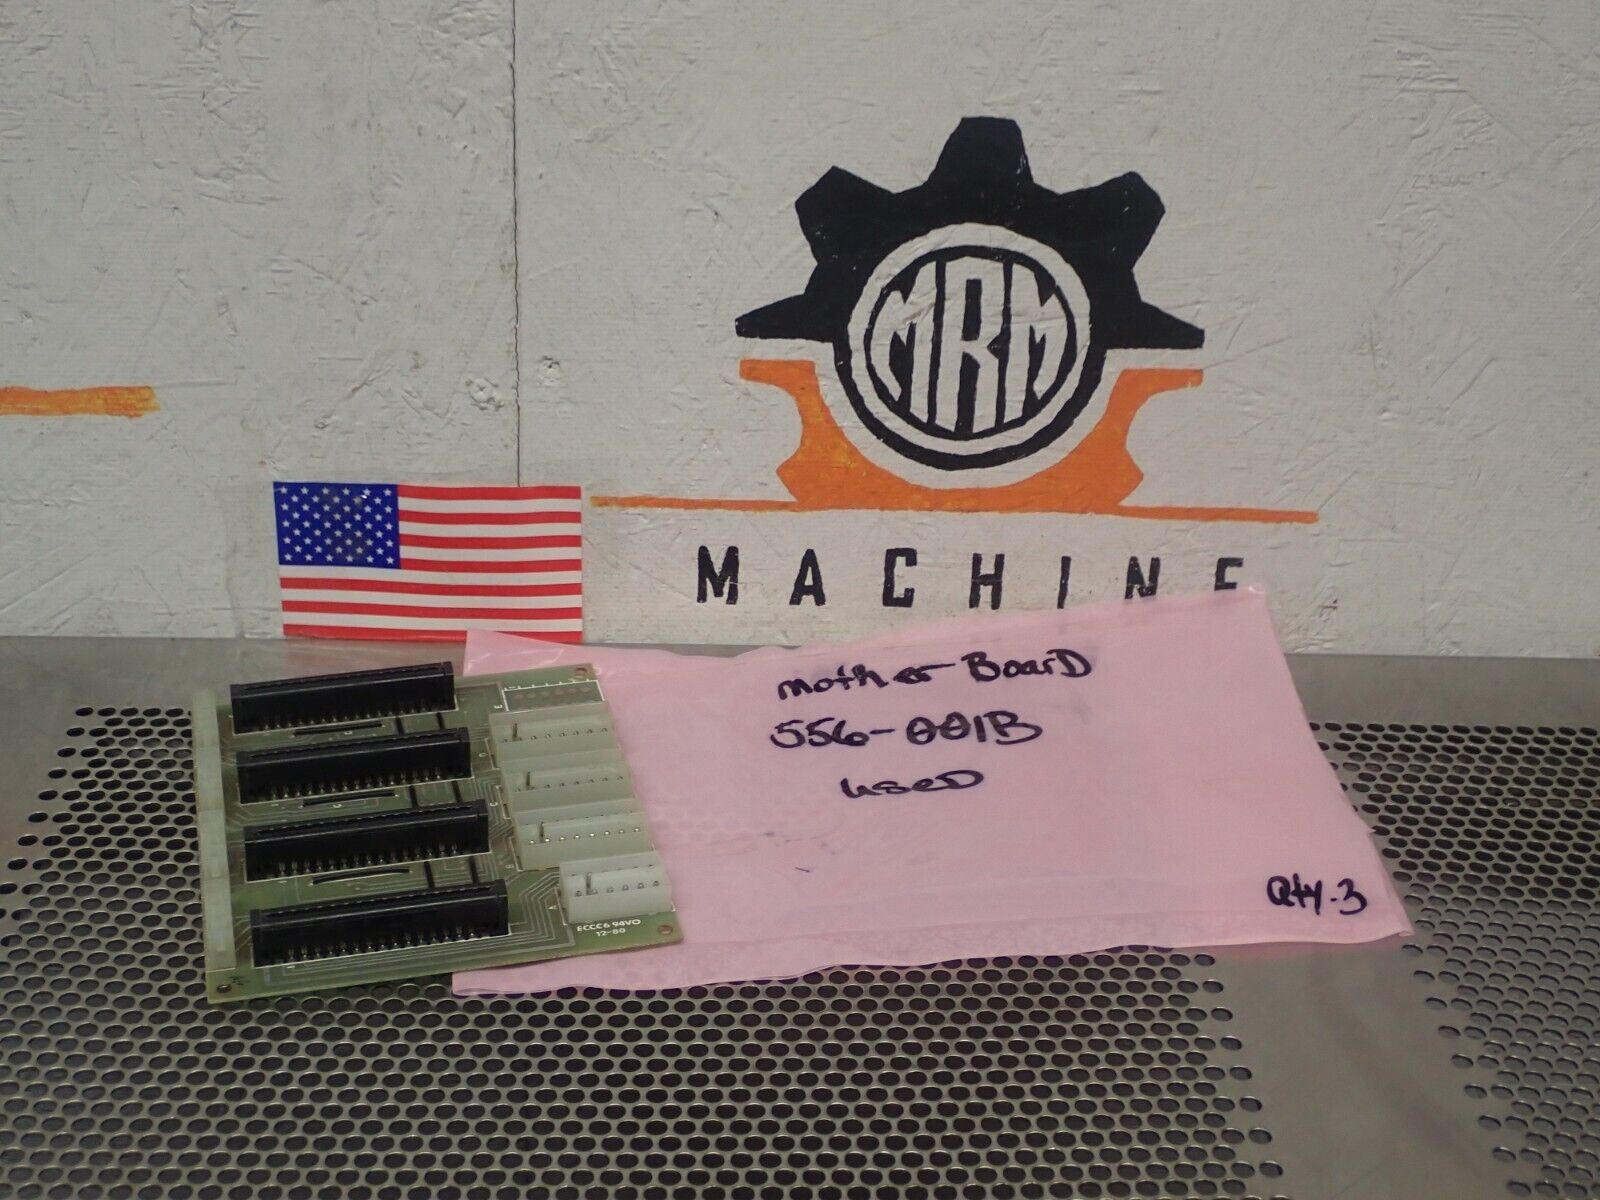 MRM
MACHINE
mother BoarD
556-001B
useD
Qty-3
ECCC6 94VO
12-80